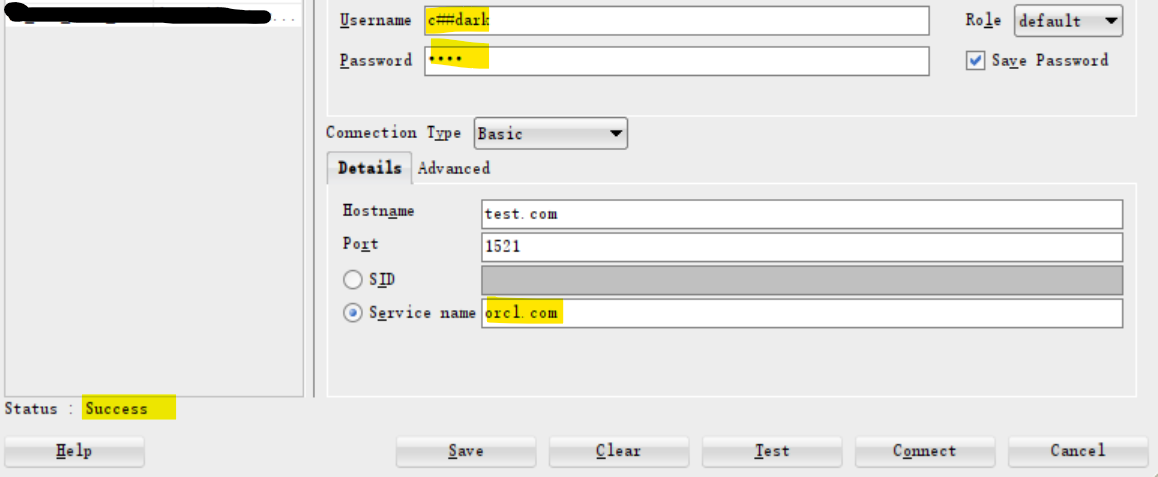 ...
Username c##dark Role default
Password •••• Save Password
Connection Type Basic
Details Advanced
Hostname test.com
Port 1521
SID
Service name orcl.com
Status : Success
Help Save Clear Test Connect Cancel